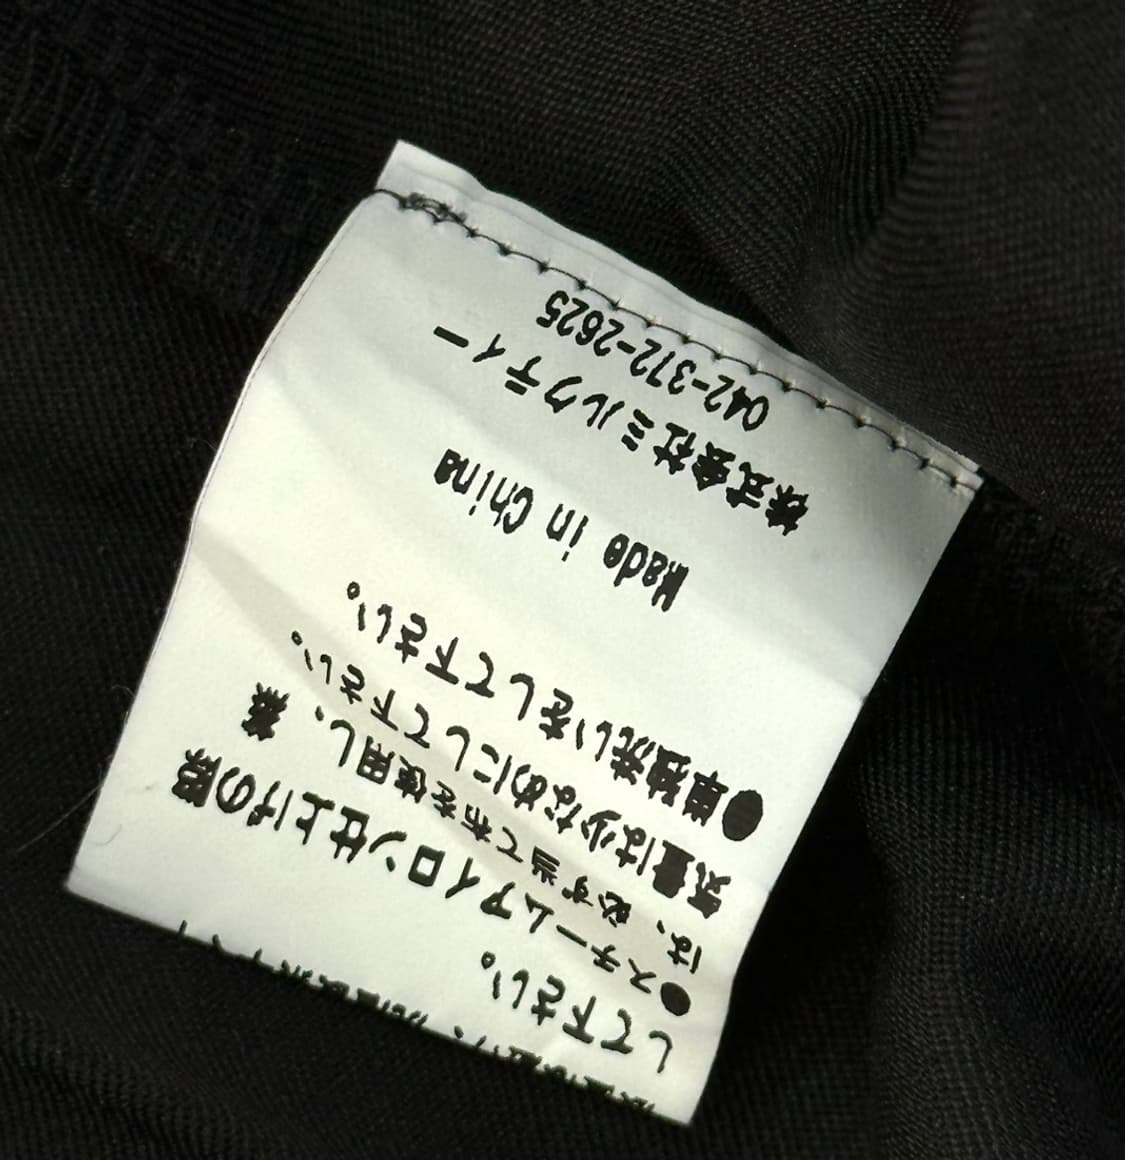 して下さい。
●スチームアイロン仕上げの際
は、必ず当て布を使用し、蒸
気量は少なめにして下さい。
●単独洗いをして下さい。
Made in China
株式会社ミルクティー
042-372-2625